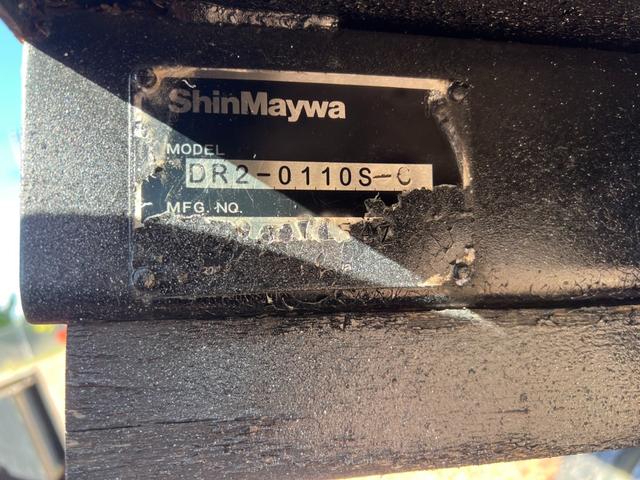 ShinMaywa
MODEL
DR2-0110S-C
MFG. NO.